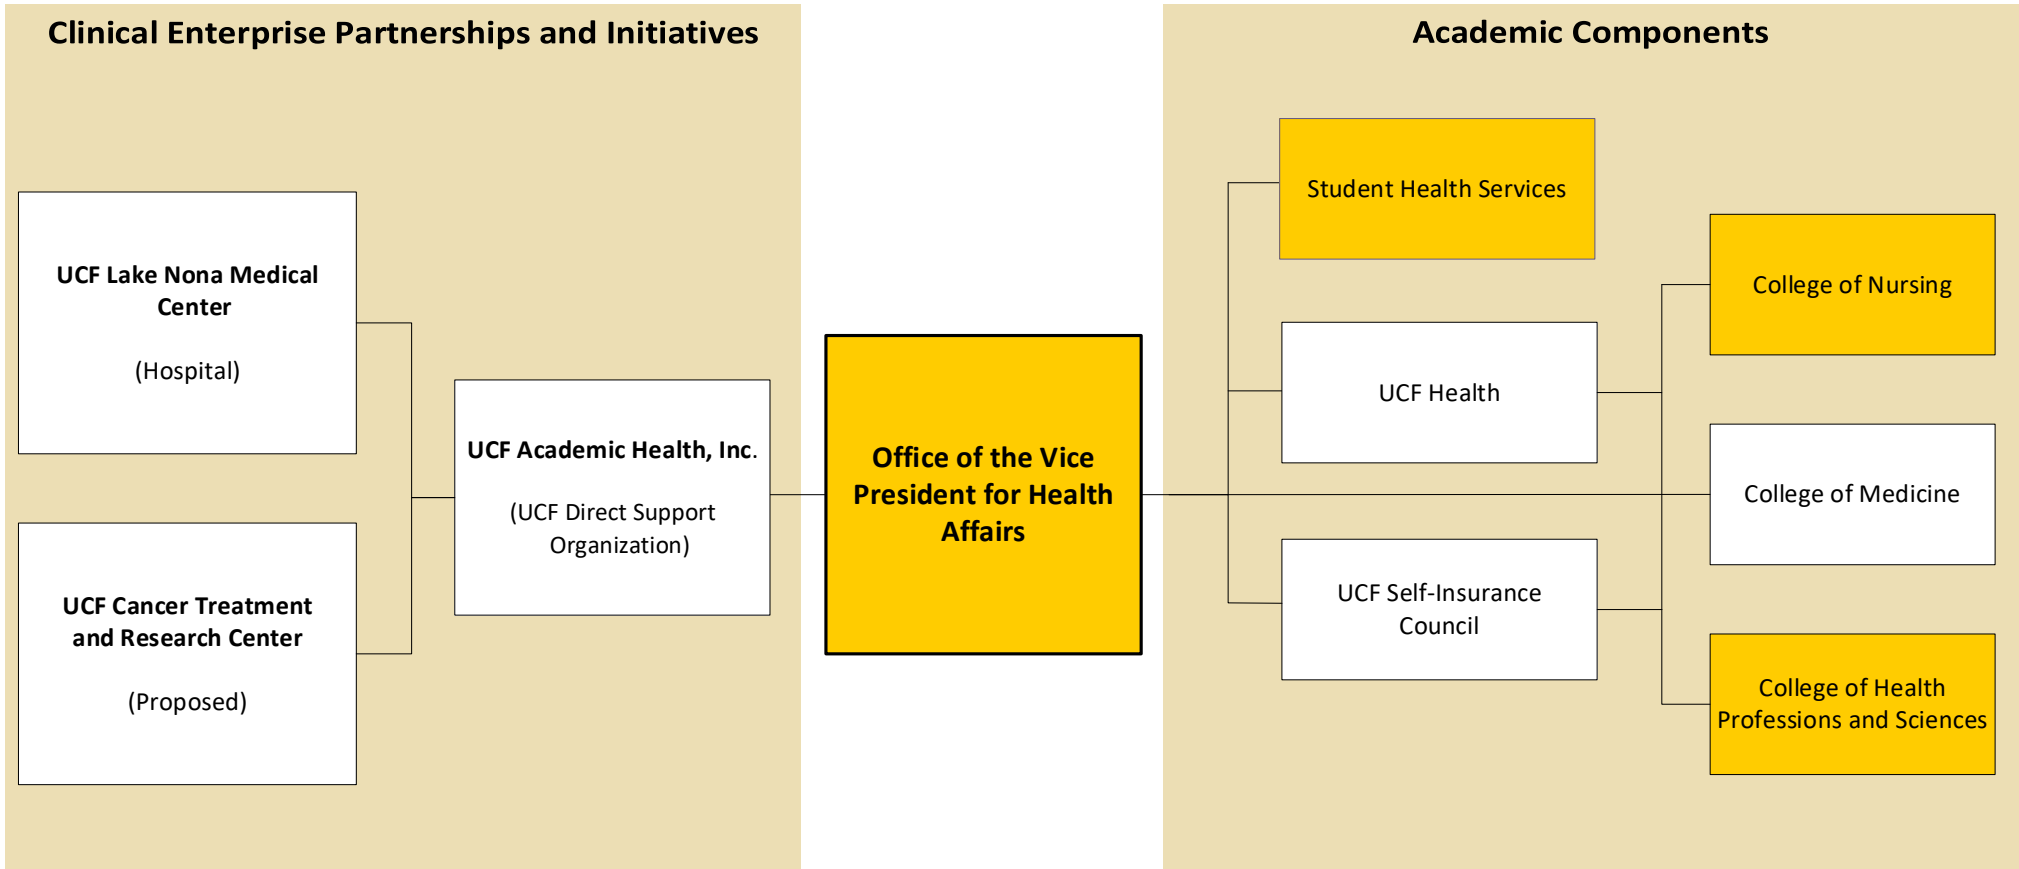 Clinical Enterprise Partnerships and Initiatives
UCF Lake Nona Medical
Center
(Hospital)
UCF Cancer Treatment
and Research Center
(Proposed)
UCF Academic Health, Inc.
(UCF Direct Support
Organization)
Office of the Vice
President for Health
Affairs
Academic Components
Student Health Services
UCF Health
UCF Self-Insurance
Council
College of Nursing
College of Medicine
College of Health
Professions and Sciences